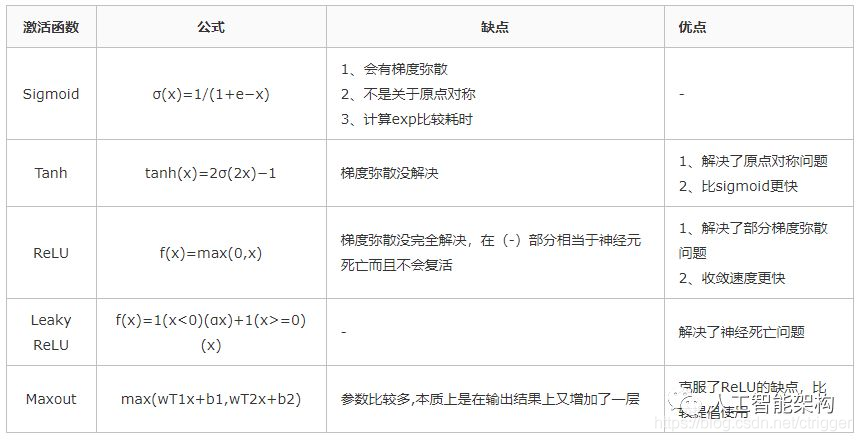 激活函数 公式 缺点 优点
Sigmoid σ(x)=1/(1+e−x) 1、会有梯度弥散
2、不是关于原点对称
3、计算exp比较耗时 -
Tanh tanh(x)=2σ(2x)−1 梯度弥散没解决 1、解决了原点对称问题
2、比sigmoid更快
ReLU f(x)=max(0,x) 梯度弥散没完全解决，在（-）部分相当于神经元
死亡而且不会复活 1、解决了部分梯度弥散
问题
2、收敛速度更快
Leaky
ReLU f(x)=1(x<0)(ɑx)+1(x>=0)
(x) - 解决了神经死亡问题
Maxout max(wT1x+b1,wT2x+b2) 参数比较多,本质上是在输出结果上又增加了一层 克服了ReLU的缺点，比
使用
人工智能架构
https://blog.csdn.net/ctngger